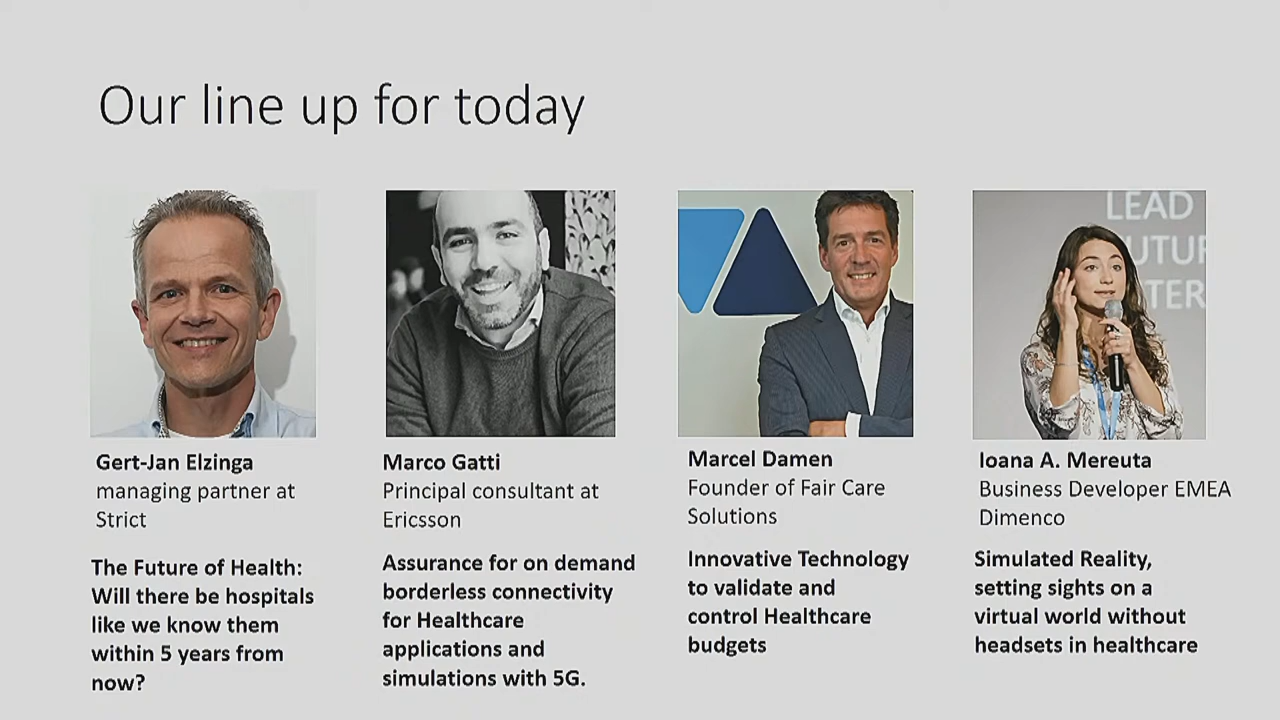 Our line up for today
LEAD
UTUR
TER
Gert-Jan Elzinga
managing partner at
Strict
The Future of Health:
Will there be hospitals
like we know them
within 5 years from
now?
Marco Gatti
Principal consultant at
Ericsson
Assurance for on demand
borderless connectivity
for Healthcare
applications and
simulations with 5G.
Marcel Damen
Founder of Fair Care
Solutions
Innovative Technology
to validate and
control Healthcare
budgets
Ioana A. Mereuta
Business Developer EMEA
Dimenco
Simulated Reality,
setting sights on a
virtual world without
headsets in healthcare